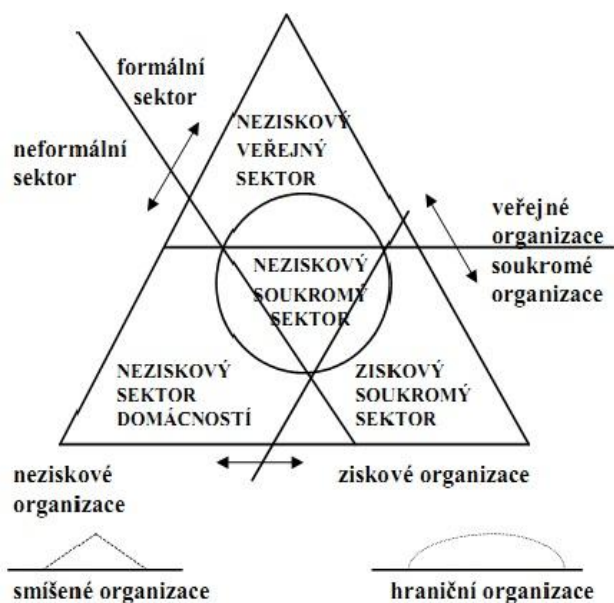 formální
sektor
neformální
sektor
NEZISKOVÝ
VEŘEJNÝ
SEKTOR
veřejné
organizace
soukromé
organizace
NEZISKOVÝ
SOUKROMÝ
SEKTOR
NEZISKOVÝ
SEKTOR
DOMÁCNOSTÍ
ZISKOVÝ
SOUKROMÝ
SEKTOR
neziskové
organizace
ziskové organizace
smíšené organizace
hraniční organizace